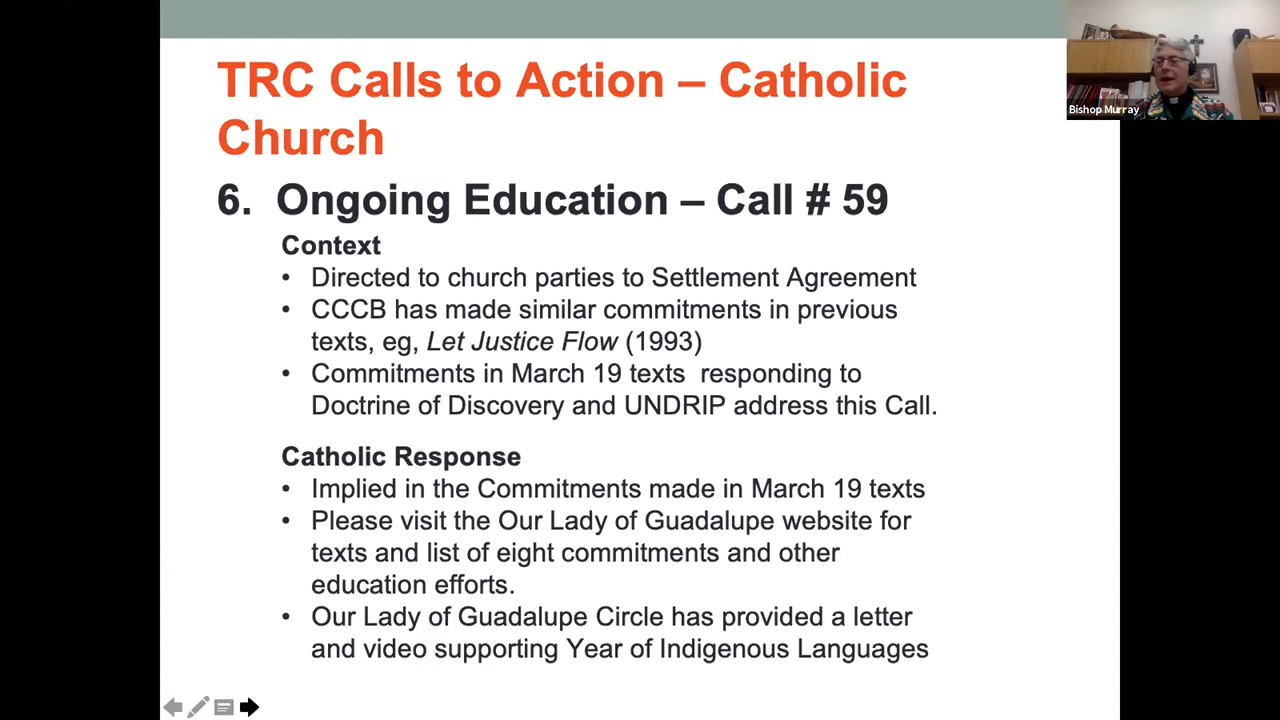 TRC Calls to Action – Catholic
Church
6. Ongoing Education – Call # 59
Context
• Directed to church parties to Settlement Agreement
• CCCB has made similar commitments in previous
texts, eg, Let Justice Flow (1993)
• Commitments in March 19 texts  responding to
Doctrine of Discovery and UNDRIP address this Call.
Catholic Response
• Implied in the Commitments made in March 19 texts
• Please visit the Our Lady of Guadalupe website for
texts and list of eight commitments and other
education efforts.
• Our Lady of Guadalupe Circle has provided a letter
and video supporting Year of Indigenous Languages
Bishop Murray